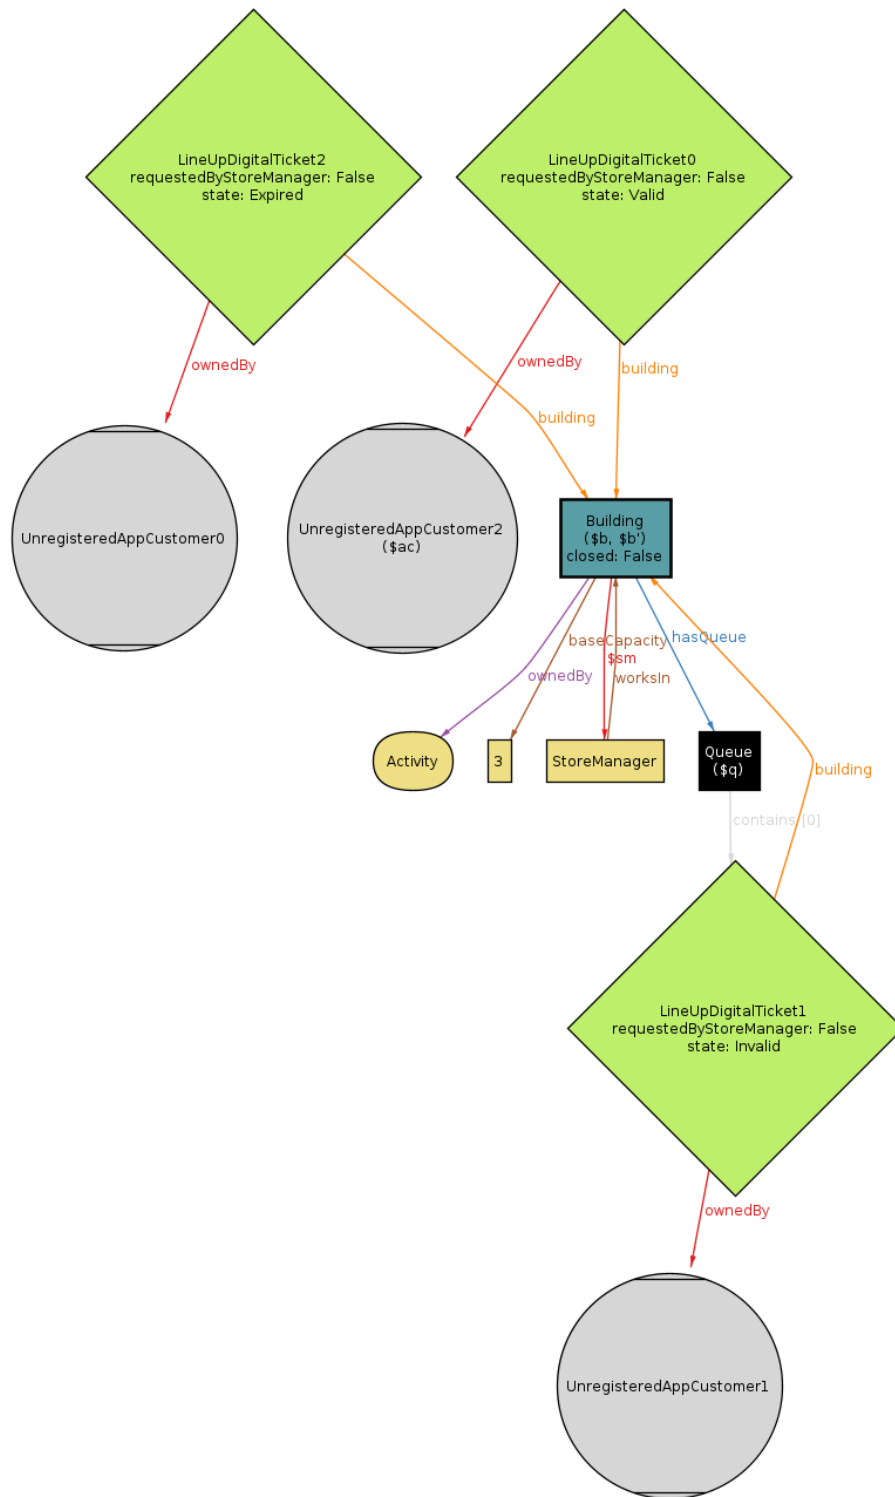 LineUpDigitalTicket2
requestedByStoreManager: False
state: Expired
LineUpDigitalTicket0
requestedByStoreManager: False
state: Valid
ownedBy
ownedBy
building
building
UnregisteredAppCustomer0
UnregisteredAppCustomer2
($ac)
Building
($b, $b')
closed: False
baseCapacity
hasQueue
$sm
ownedBy
worksIn
Activity
3
StoreManager
Queue
($q)
building
contains [0]
LineUpDigitalTicket1
requestedByStoreManager: False
state: Invalid
ownedBy
UnregisteredAppCustomer1